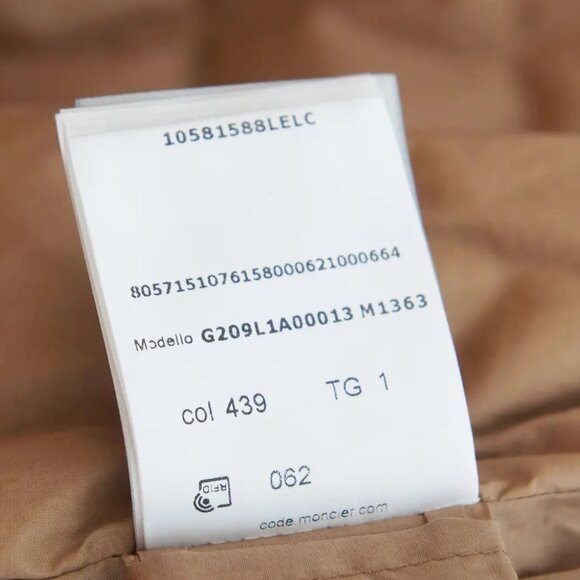 10581588LELC
8057151076158000621000664
Modello G209L1A00013 M1363
col 439 TG 1
RFID 062
code.moncler.com